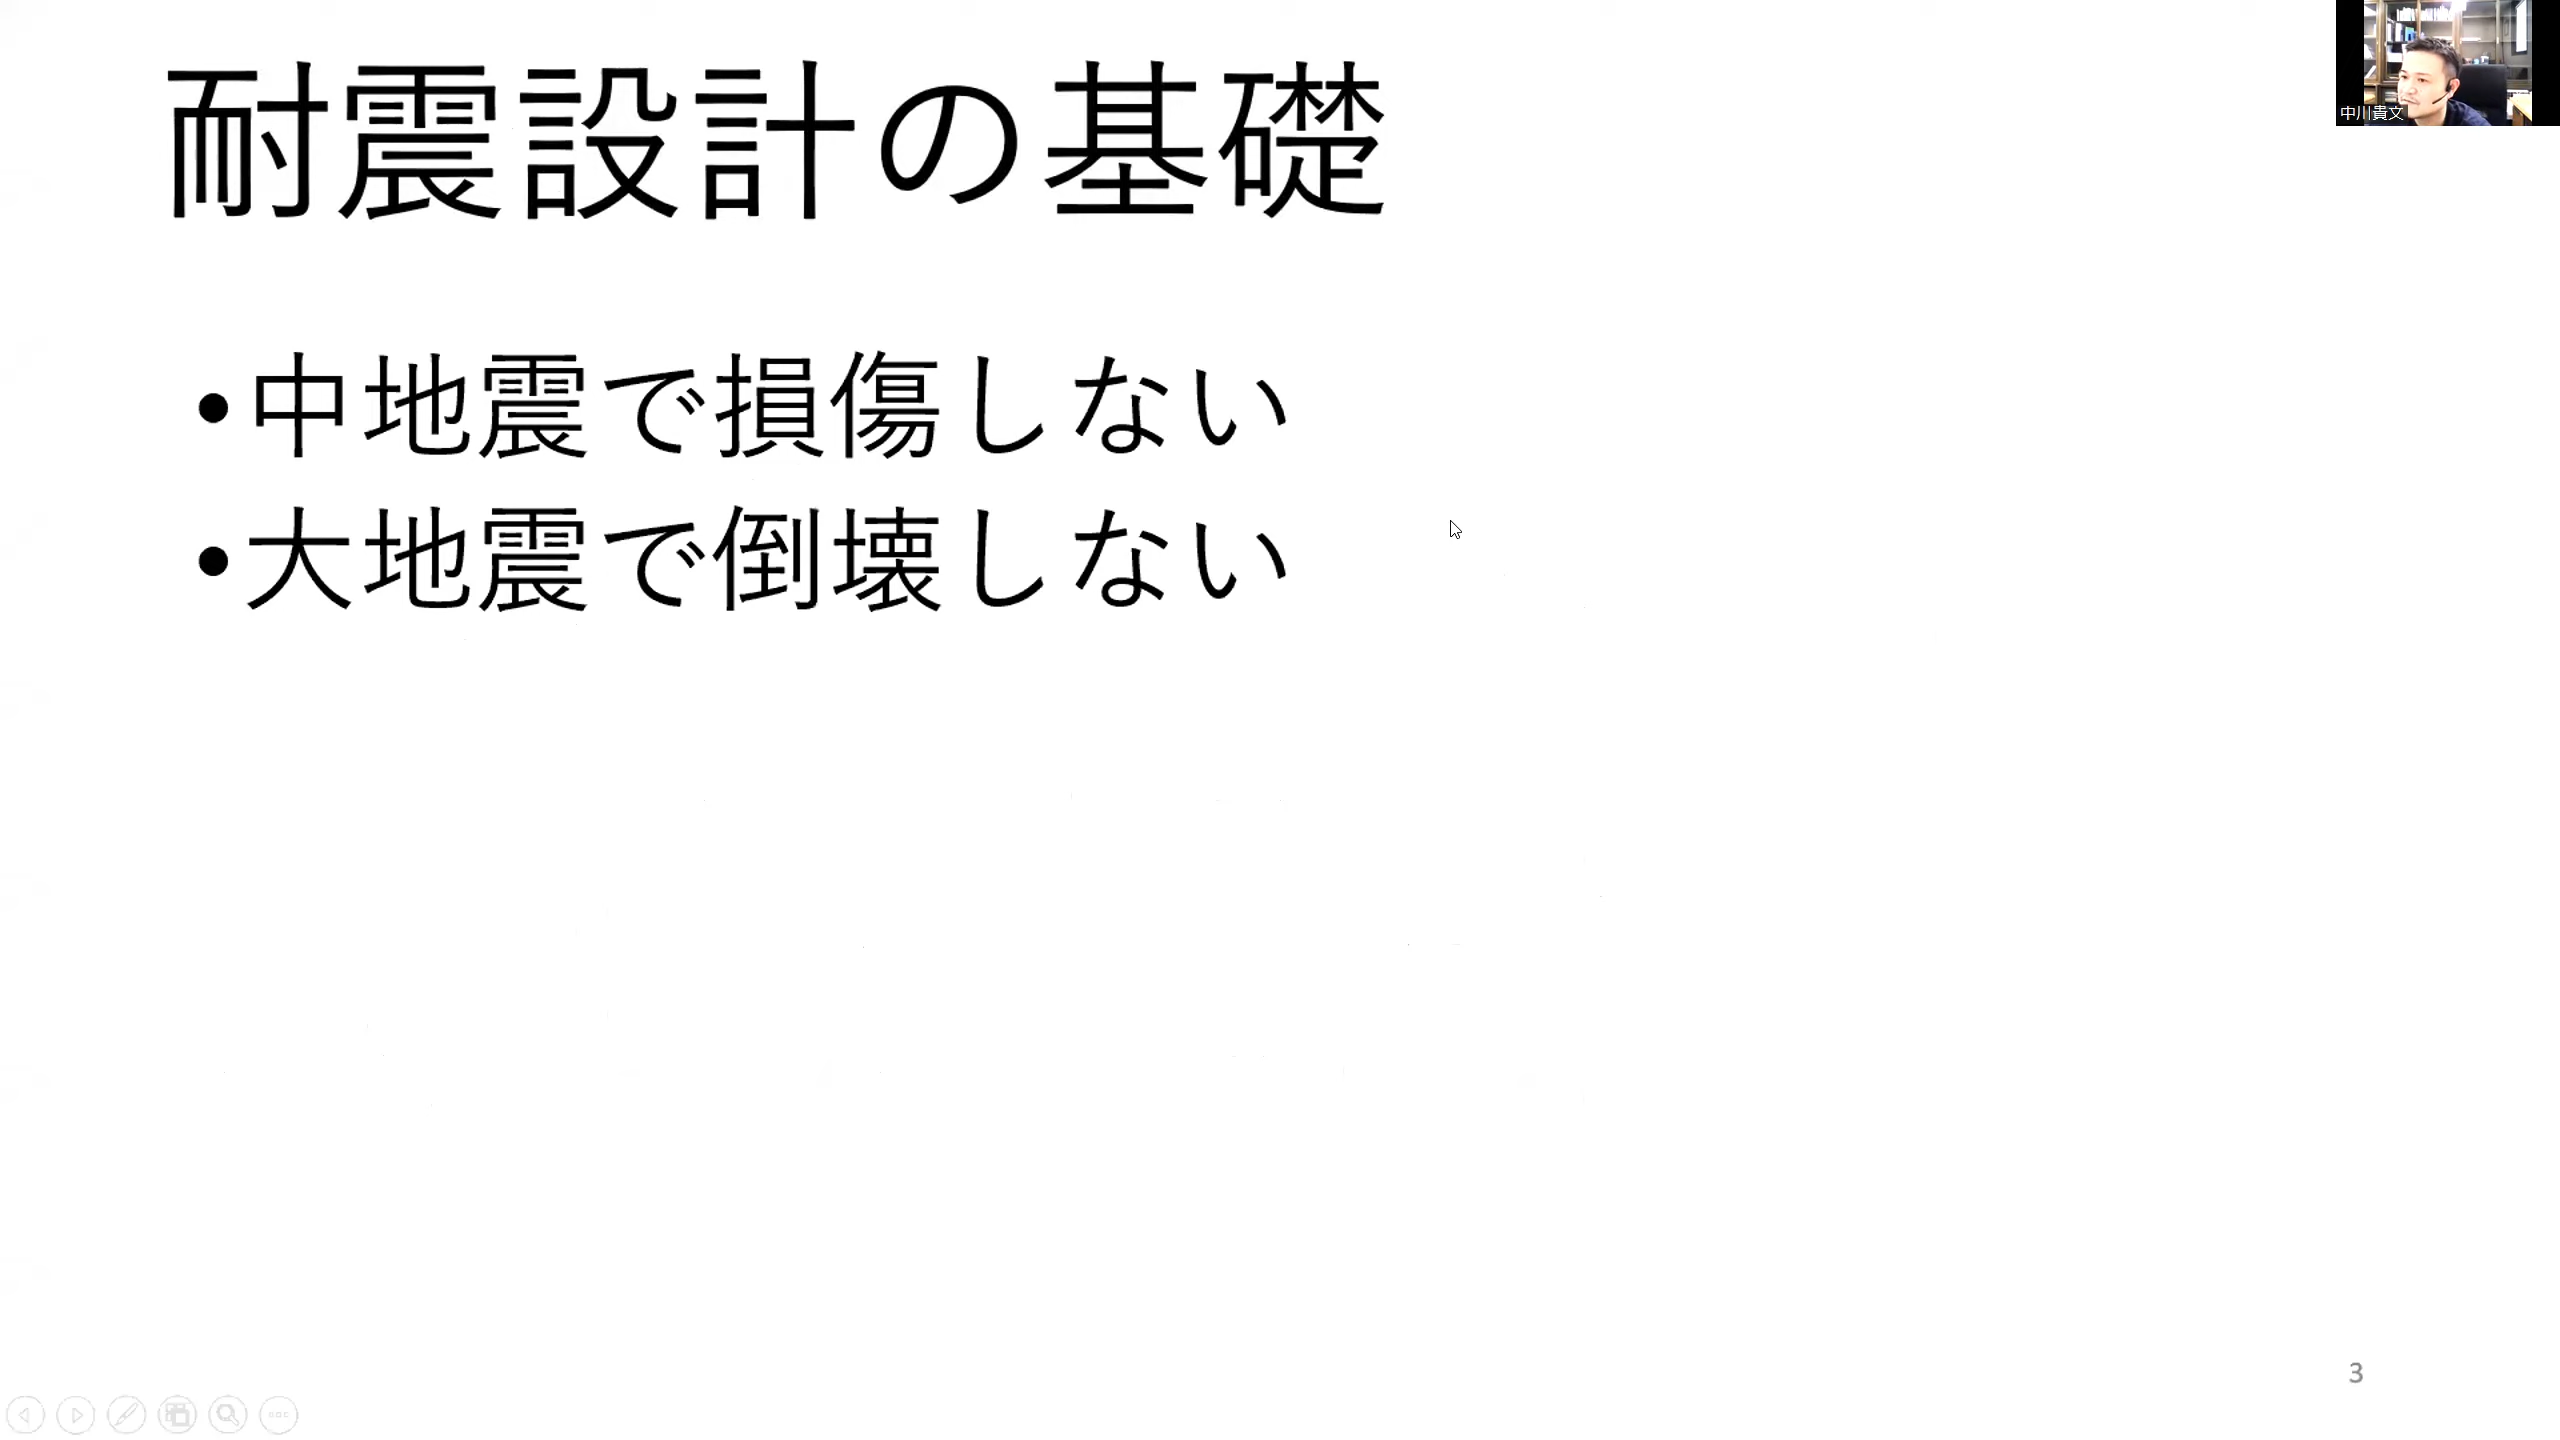 耐震設計の基礎
中川貴文
•中地震で損傷しない
•大地震で倒壊しない
3